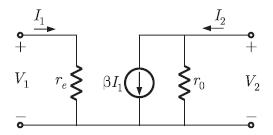 I₁ I₂
+ +
V₁ rₑ βI₁ r₀ V₂
− −